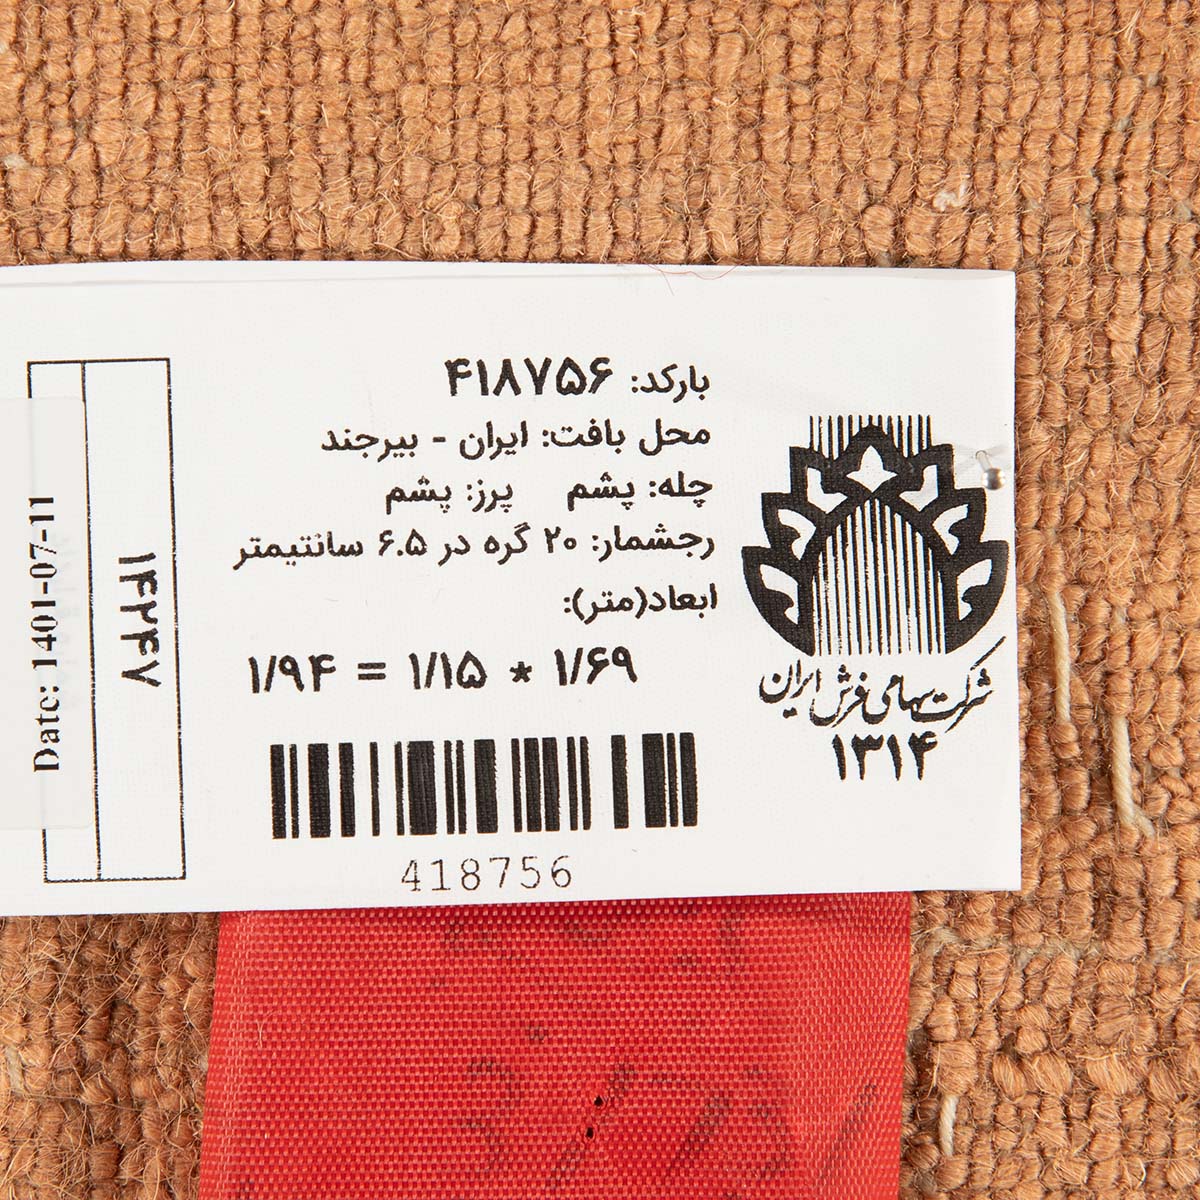 بارکد: ۴۱۸۷۵۶
محل بافت: ایران - بیرجند
چله: پشم    پرز: پشم
رجشمار: ۲۰ گره در ۶.۵ سانتیمتر
ابعاد(متر):
۱/۶۹ * ۱/۱۵ = ۱/۹۴
418756
شرکت سهامی فرش ایران
۱۳۱۴
۱۴۲۴۷
Date: 1401-07-11